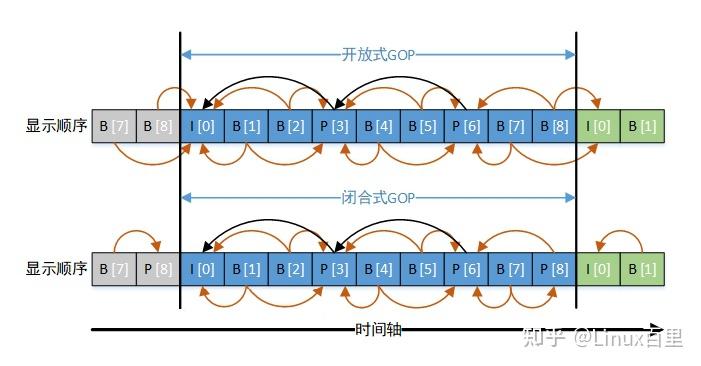 开放式GOP
显示顺序 B [7] B [8] I [0] B [1] B [2] P [3] B [4] B [5] P [6] B [7] B [8] I [0] B [1]
闭合式GOP
显示顺序 B [7] P [8] I [0] B [1] B [2] P [3] B [4] B [5] P [6] B [7] P [8] I [0] B [1]
时间轴
知乎 @Linux百里